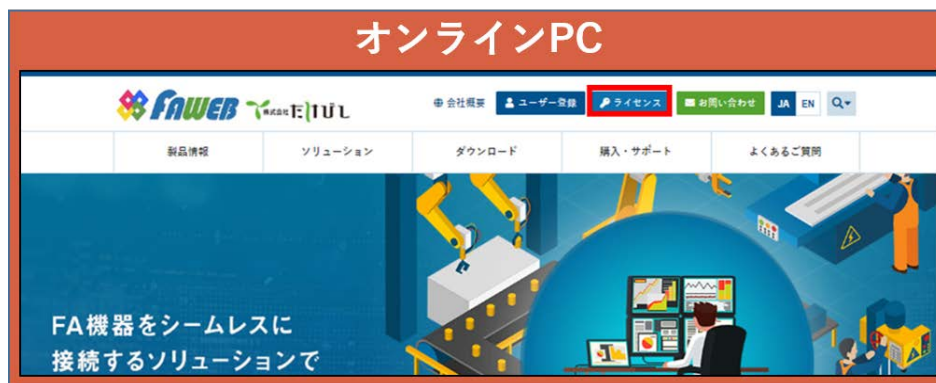 オンラインPC
FAWEB 株式会社たけびし
会社概要 ユーザー登録 ライセンス お問い合わせ JA EN
製品情報 ソリューション ダウンロード 購入・サポート よくあるご質問
FA機器をシームレスに
接続するソリューションで